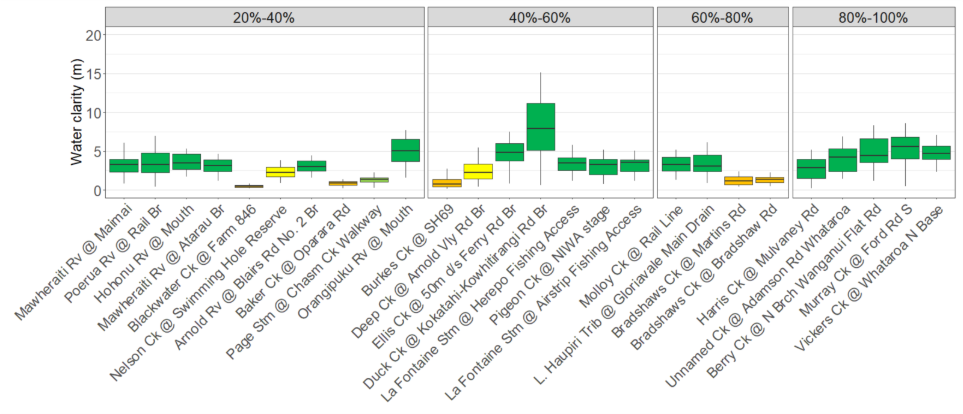 20%-40%
40%-60%
60%-80%
80%-100%
Water clarity (m)
20
15
10
5
0
Mawheraiti Rv @ Maimai
Poerua Rv @ Rail Br
Hohonu Rv @ Mouth
Mawheraiti Rv @ Atarau Br
Blackwater Ck @ Farm 846
Nelson Ck @ Swimming Hole Reserve
Arnold Rv @ Blairs Rd No. 2 Br
Baker Ck @ Oparara Rd
Page Stm @ Chasm Ck Walkway
Orangipuku Rv @ Mouth
Burkes Ck @ SH69
Deep Ck @ Arnold Vly Rd Br
Ellis Ck @ 50m d/s Ferry Rd Br
Duck Ck @ Kokatahi-Kowhitirangi Rd Br
La Fontaine Stm @ Herepo Fishing Access
Pigeon Ck @ NIWA stage
La Fontaine Stm @ Airstrip Fishing Access
Molloy Ck @ Rail Line
L. Haupiri Trib @ Gloriavale Main Drain
Bradshaws Ck @ Martins Rd
Bradshaws Ck @ Bradshaw Rd
Harris Ck @ Mulvaney Rd
Unnamed Ck @ Adamson Rd Whataroa
Berry Ck @ N Brch Wanganui Flat Rd
Murray Ck @ Ford Rd S
Vickers Ck @ Whataroa N Base